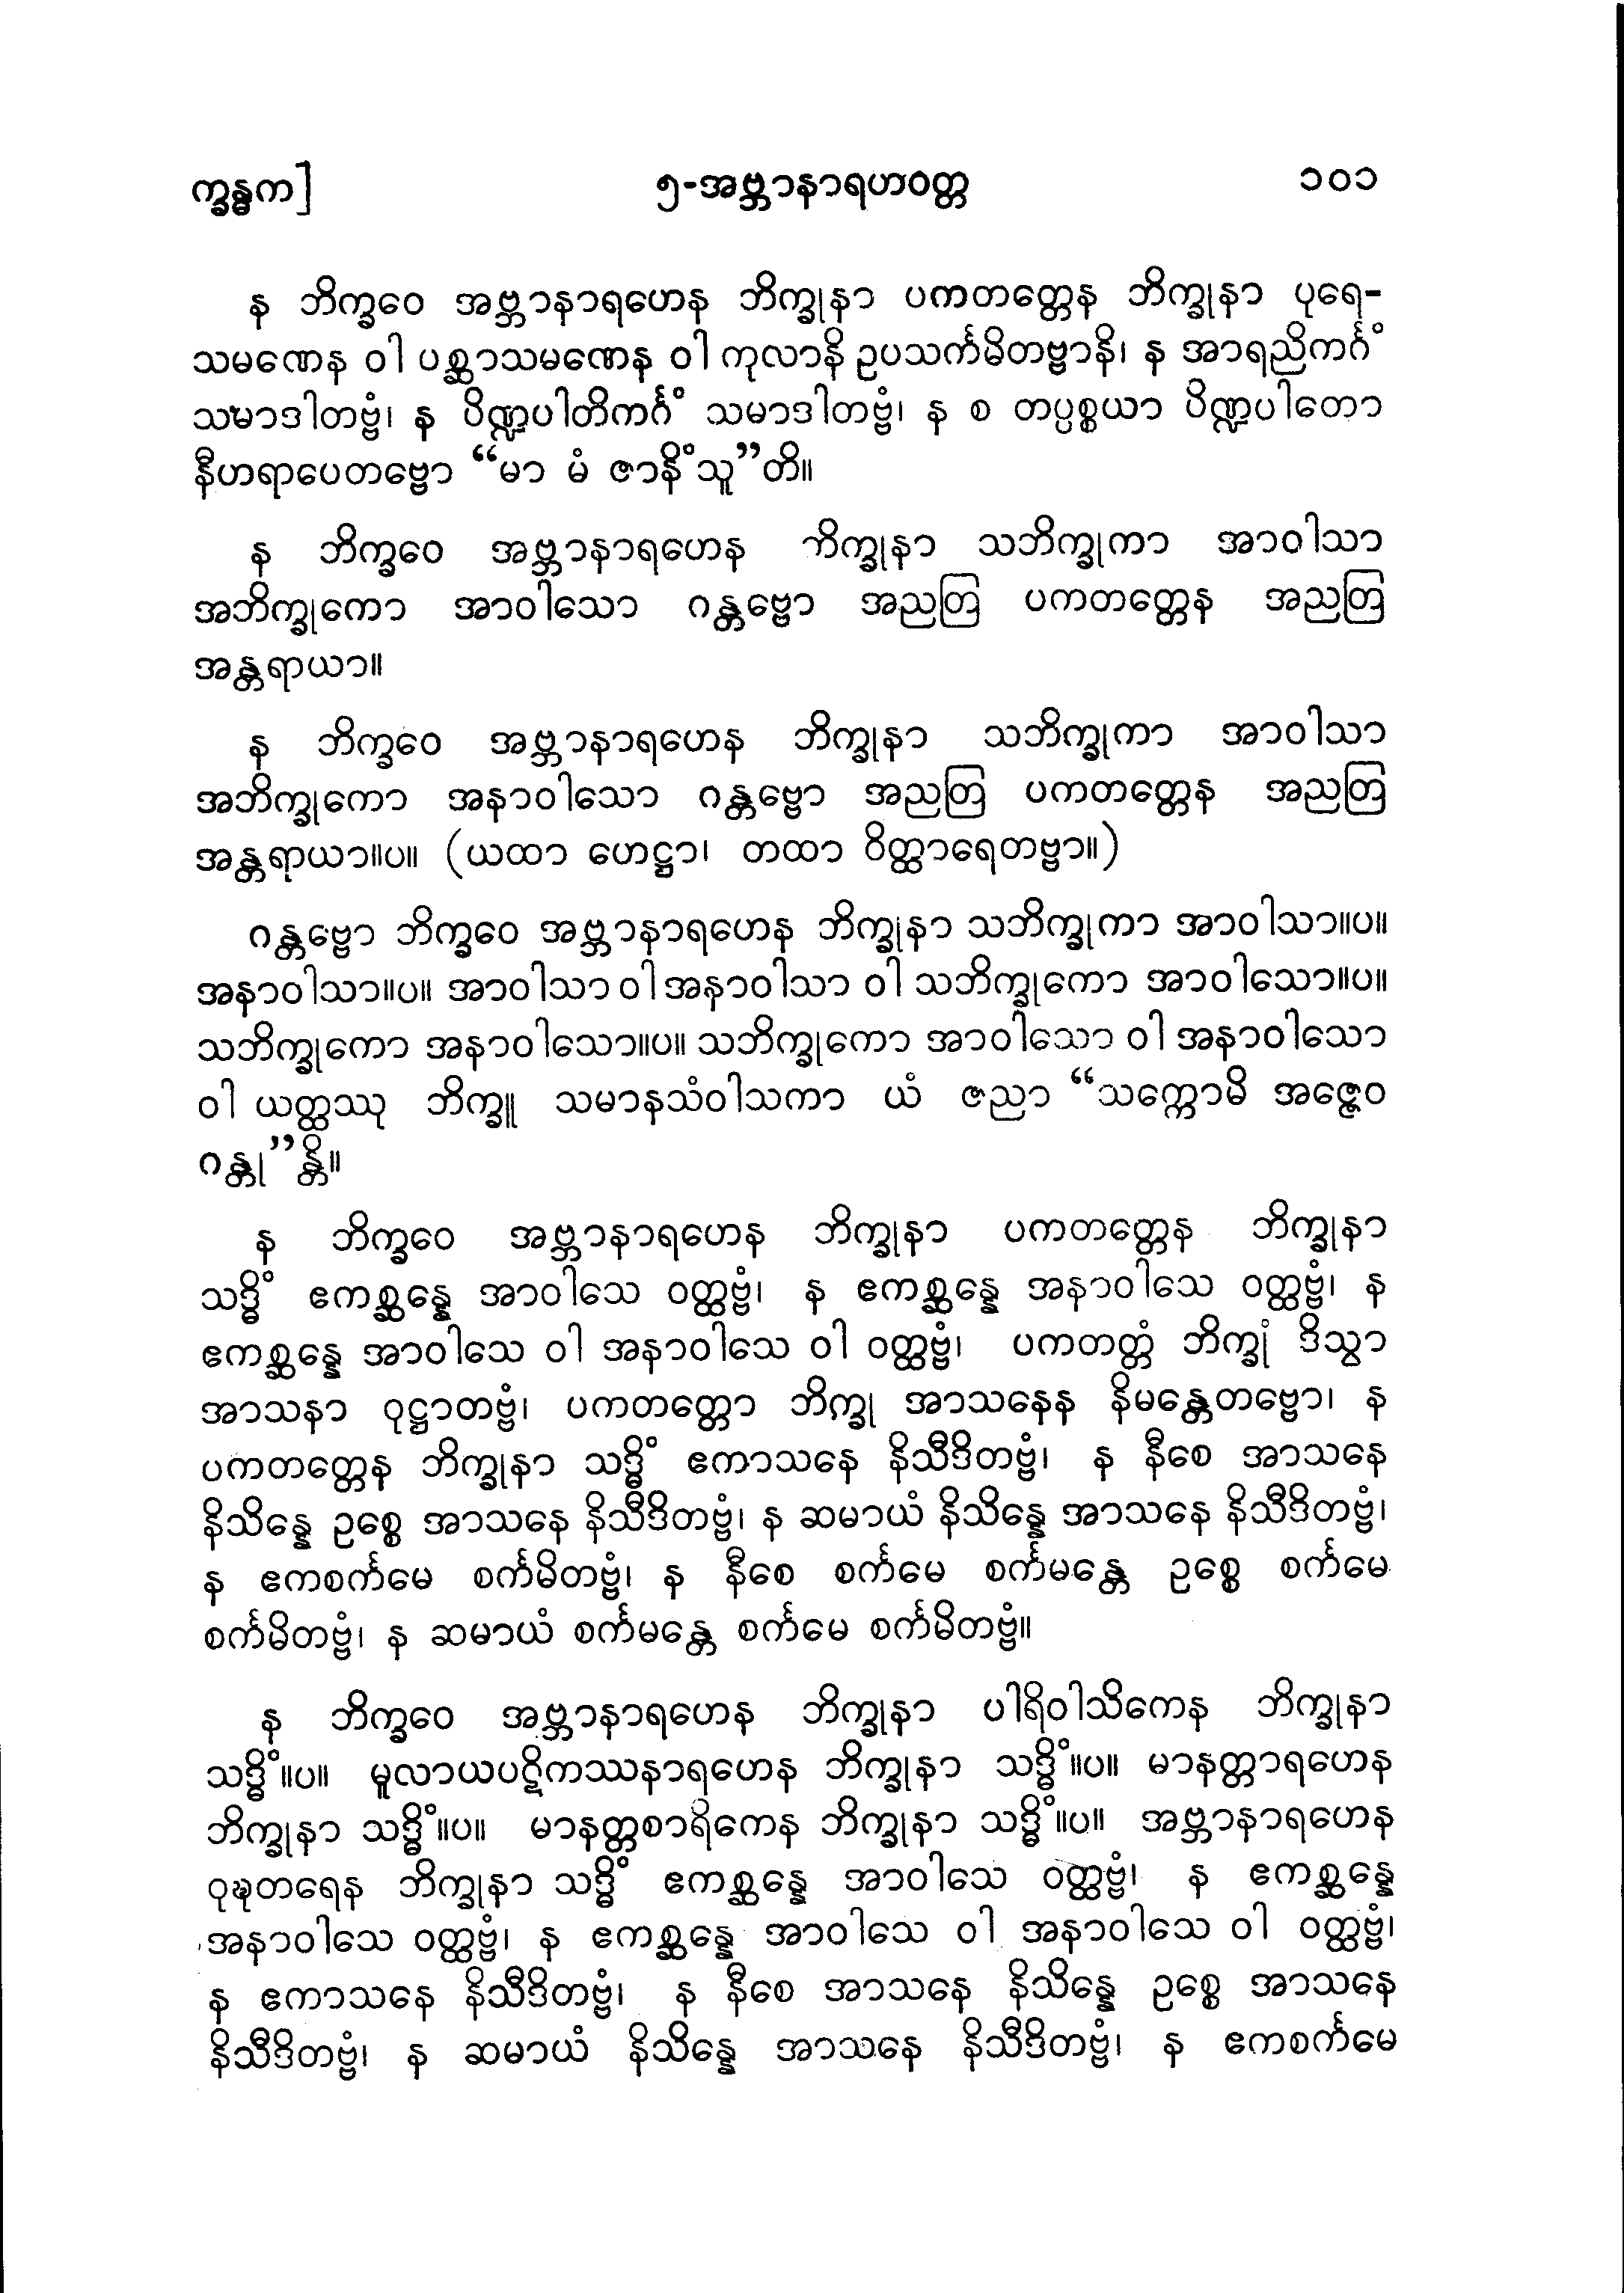 က္ခန္ဓက]
၅-အဗ္ဘာနာရဟဝတ္တ
၁၀၁
န ဘိက္ခဝေ အဗ္ဘာနာရဟေန ဘိက္ခုနာ ပကတတ္တေန ဘိက္ခုနာ ပုရေ-
သမဏေန ဝါ ပစ္ဆာသမဏေန ဝါ ကုလာနိ ဥပသင်္ကမိတဗ္ဗာနိ၊ န အာရညိကင်္ဂံ
သမာဒါတဗ္ဗံ၊ န ပိဏ္ဍပါတိကင်္ဂံ သမာဒါတဗ္ဗံ၊ န စ တပ္ပစ္စယာ ပိဏ္ဍပါတော
နီဟရာပေတဗ္ဗော “မာ မံ ဇာနိံသူ”တိ။
န ဘိက္ခဝေ အဗ္ဘာနာရဟေန ဘိက္ခုနာ သဘိက္ခုကာ အာဝါသာ
အဘိက္ခုကော အာဝါသော ဂန္တဗ္ဗော အညတြ ပကတတ္တေန အညတြ
အန္တရာယာ။
န ဘိက္ခဝေ အဗ္ဘာနာရဟေန ဘိက္ခုနာ သဘိက္ခုကာ အာဝါသာ
အဘိက္ခုကော အနာဝါသော ဂန္တဗ္ဗော အညတြ ပကတတ္တေန အညတြ
အန္တရာယာ။ပ။ (ယထာ ဟေဋ္ဌာ၊ တထာ ဝိတ္ထာရေတဗ္ဗာ။)
ဂန္တဗ္ဗော ဘိက္ခဝေ အဗ္ဘာနာရဟေန ဘိက္ခုနာ သဘိက္ခုကာ အာဝါသာ။ပ။
အနာဝါသာ။ပ။ အာဝါသာ ဝါ အနာဝါသာ ဝါ သဘိက္ခုကော အာဝါသော။ပ။
သဘိက္ခုကော အနာဝါသော။ပ။ သဘိက္ခုကော အာဝါသော ဝါ အနာဝါသော
ဝါ ယတ္ထဿု ဘိက္ခူ သမာနသံဝါသကာ ယံ ဇညာ “သက္ကောမိ အဇ္ဇေဝ
ဂန္တု”န္တိ။
န ဘိက္ခဝေ အဗ္ဘာနာရဟေန ဘိက္ခုနာ ပကတတ္တေန ဘိက္ခုနာ
သဒ္ဓိံ ဧကစ္ဆန္နေ အာဝါသေ ဝတ္ထဗ္ဗံ၊ န ဧကစ္ဆန္နေ အနာဝါသေ ဝတ္ထဗ္ဗံ၊ န
ဧကစ္ဆန္နေ အာဝါသေ ဝါ အနာဝါသေ ဝါ ဝတ္ထဗ္ဗံ၊ ပကတတ္တံ ဘိက္ခုံ ဒိသွာ
အာသနာ ဝုဋ္ဌာတဗ္ဗံ၊ ပကတတ္တော ဘိက္ခု အာသနေန နိမန္တေတဗ္ဗော၊ န
ပကတတ္တေန ဘိက္ခုနာ သဒ္ဓိံ ဧကာသနေ နိသီဒိတဗ္ဗံ၊ န နီစေ အာသနေ
နိသိန္နေ ဥစ္စေ အာသနေ နိသီဒိတဗ္ဗံ၊ န ဆမာယံ နိသိန္နေ အာသနေ နိသီဒိတဗ္ဗံ၊
န ဧကစင်္ကမေ စင်္ကမိတဗ္ဗံ၊ န နီစေ စင်္ကမေ စင်္ကမန္တေ ဥစ္စေ စင်္ကမေ
စင်္ကမိတဗ္ဗံ၊ န ဆမာယံ စင်္ကမန္တေ စင်္ကမေ စင်္ကမိတဗ္ဗံ။
န ဘိက္ခဝေ အဗ္ဘာနာရဟေန ဘိက္ခုနာ ပါရိဝါသိကေန ဘိက္ခုနာ
သဒ္ဓိံ။ပ။ မူလာယပဋိကဿနာရဟေန ဘိက္ခုနာ သဒ္ဓိံ။ပ။ မာနတ္တာရဟေန
ဘိက္ခုနာ သဒ္ဓိံ။ပ။ မာနတ္တစာရိကေန ဘိက္ခုနာ သဒ္ဓိံ။ပ။ အဗ္ဘာနာရဟေန
ဝုဍ္ဎတရေန ဘိက္ခုနာ သဒ္ဓိံ ဧကစ္ဆန္နေ အာဝါသေ ဝတ္ထဗ္ဗံ၊ န ဧကစ္ဆန္နေ
အနာဝါသေ ဝတ္ထဗ္ဗံ၊ န ဧကစ္ဆန္နေ အာဝါသေ ဝါ အနာဝါသေ ဝါ ဝတ္ထဗ္ဗံ၊
န ဧကာသနေ နိသီဒိတဗ္ဗံ၊ န နီစေ အာသနေ နိသိန္နေ ဥစ္စေ အာသနေ
နိသီဒိတဗ္ဗံ၊ န ဆမာယံ နိသိန္နေ အာသနေ နိသီဒိတဗ္ဗံ၊ န ဧကစင်္ကမေ